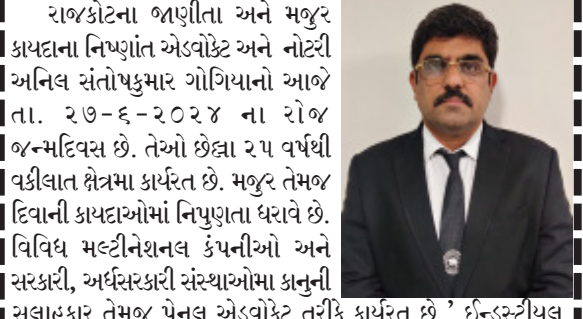 રાજકોટના જાણીતા અને મજુર
કાયદાના નિષ્ણાંત એડવોકેટ અને નોટરી
અનિલ સંતોષકુમાર ગોગિયાનો આજે
તા. ૨૭-૬-૨૦૨૪ ના રોજ
જન્મદિવસ છે. તેઓ છેલ્લા ૨૫ વર્ષથી
વકીલાત ક્ષેત્રમા કાર્યરત છે. મજુર તેમજ
દિવાની કાયદાઓમાં નિપુણતા ધરાવે છે.
વિવિધ મલ્ટીનેશનલ કંપનીઓ અને
સરકારી, અર્ધસરકારી સંસ્થાઓમા કાનુની
સલાહકાર તેમજ પેનલ એડવોકેટ તરીકે કાર્યરત છે.' ઈન્ડસ્ટ્રીયલ